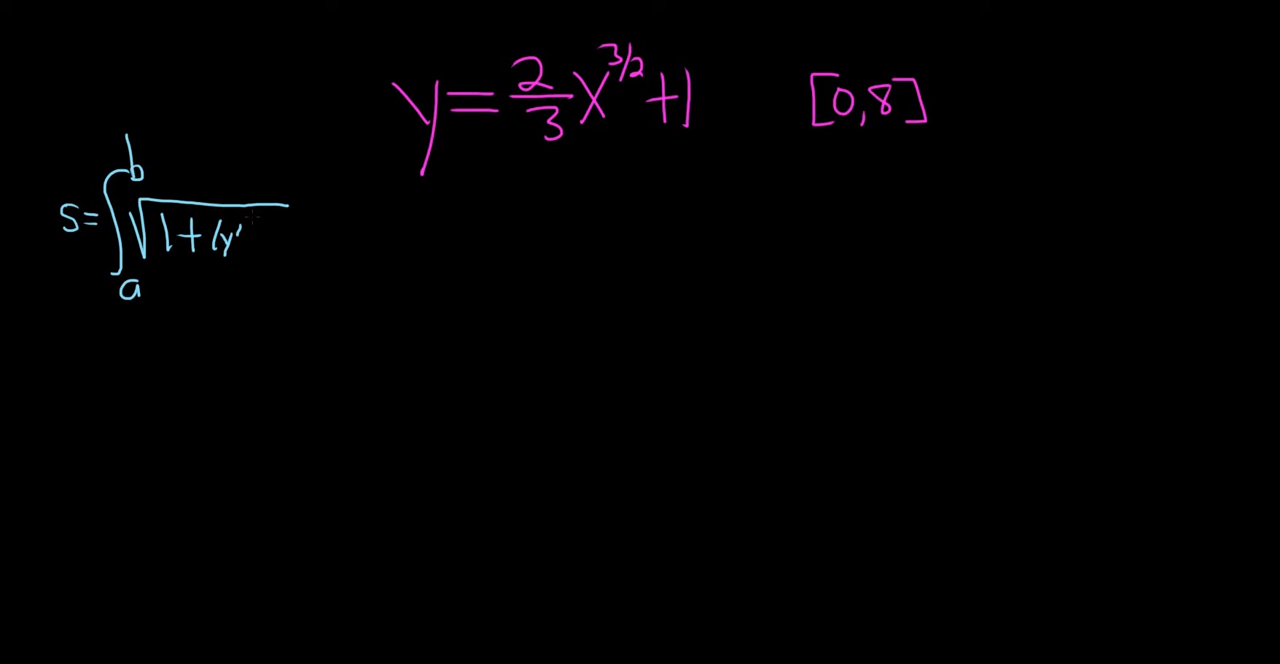 y = 2/3 x^{3/2} + 1 [0,8]
S = ∫_a^b √(1 + (y'